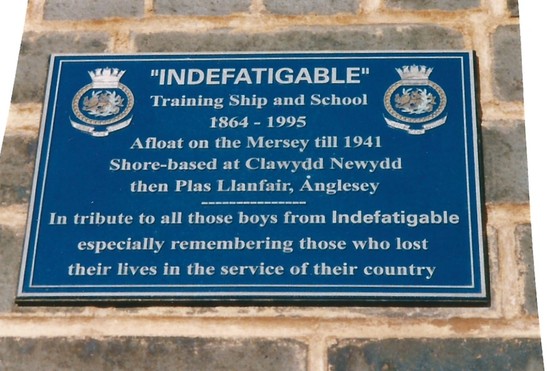 "INDEFATIGABLE"
Training Ship and School
1864 - 1995
Afloat on the Mersey till 1941
Shore-based at Clawydd Newydd
then Plas Llanfair, Anglesey
In tribute to all those boys from Indefatigable
especially remembering those who lost
their lives in the service of their country